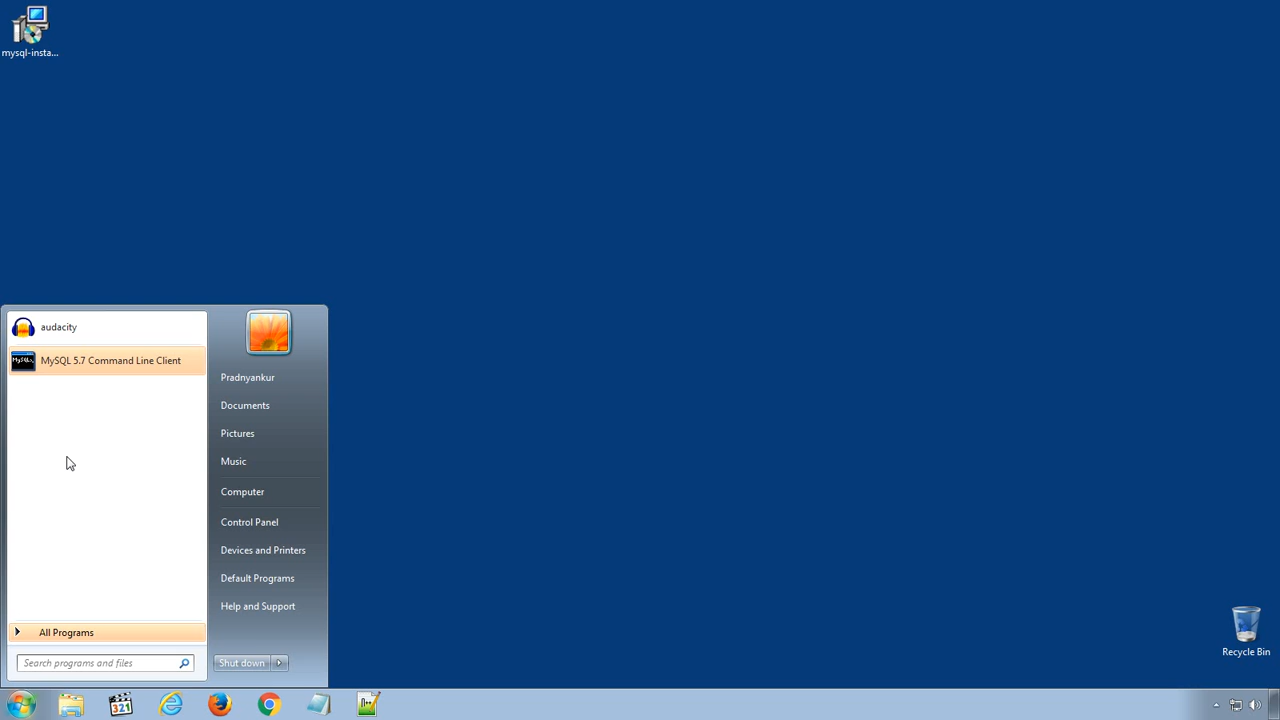 mysql-insta...
audacity
MySQL 5.7 Command Line Client
All Programs
Search programs and files
Pradnyankur
Documents
Pictures
Music
Computer
Control Panel
Devices and Printers
Default Programs
Help and Support
Shut down
Recycle Bin
321